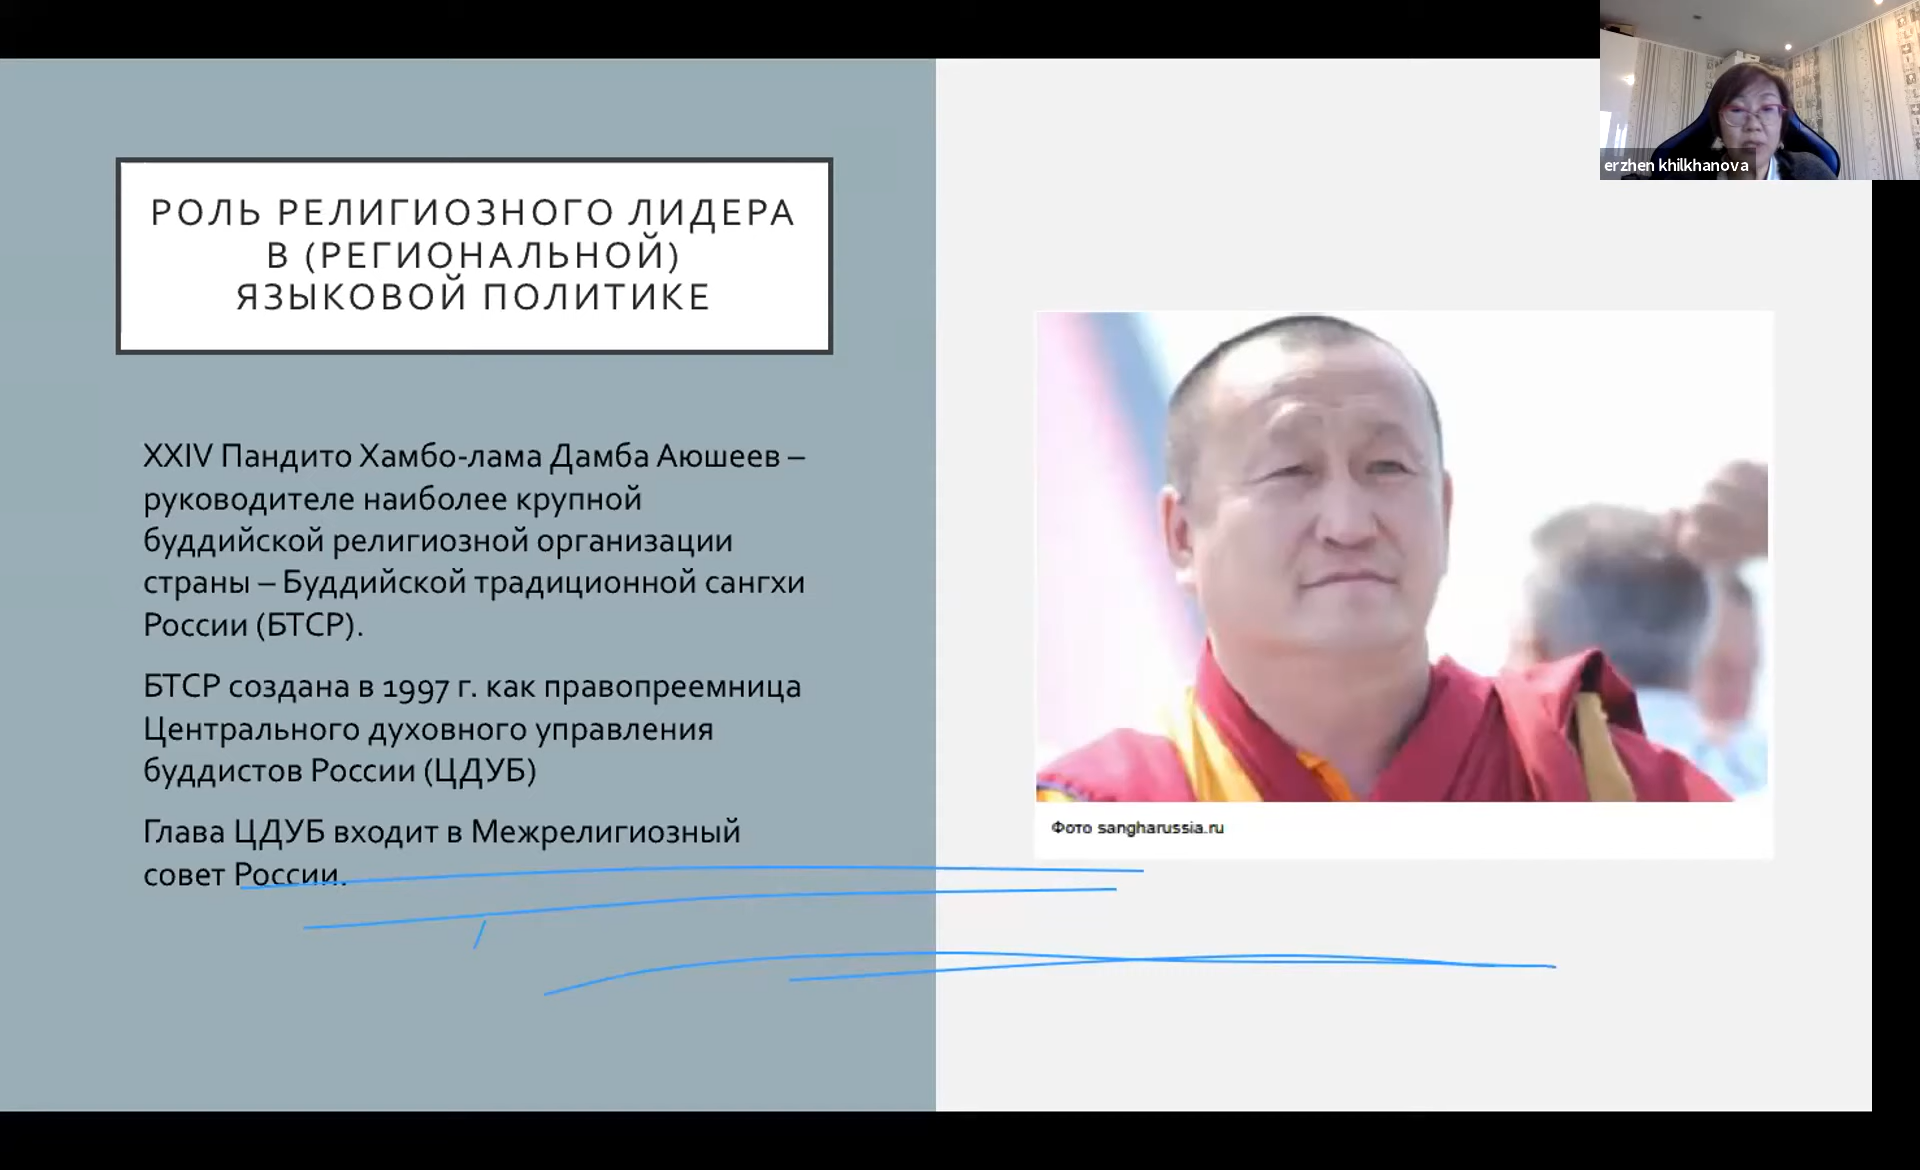 erzhen khilkhanova
РОЛЬ РЕЛИГИОЗНОГО ЛИДЕРА
В (РЕГИОНАЛЬНОЙ)
ЯЗЫКОВОЙ ПОЛИТИКЕ
XXIV Пандито Хамбо-лама Дамба Аюшеев –
руководителе наиболее крупной
буддийской религиозной организации
страны – Буддийской традиционной сангхи
России (БТСР).
БТСР создана в 1997 г. как правопреемница
Центрального духовного управления
буддистов России (ЦДУБ)
Глава ЦДУБ входит в Межрелигиозный
совет России.
Фото sangharussia.ru